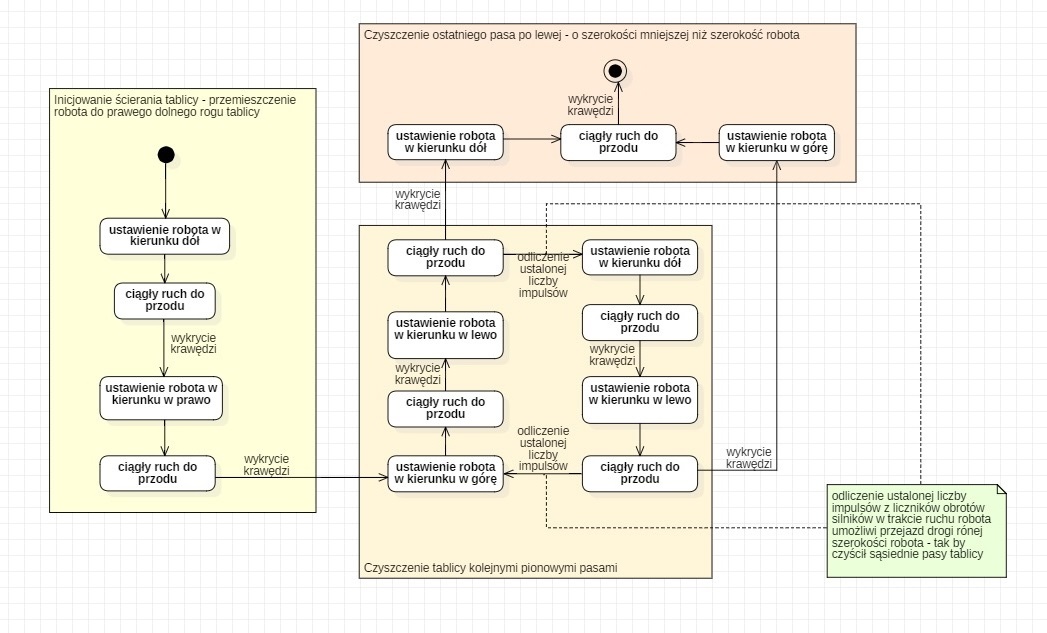 Czyszczenie ostatniego pasa po lewej - o szerokości mniejszej niż szerokość robota
wykrycie
krawędzi
ustawienie robota
w kierunku dół
ciągły ruch do
przodu
ustawienie robota
w kierunku w górę
Inicjowanie ścierania tablicy - przemieszczenie
robota do prawego dolnego rogu tablicy
ustawienie robota w
kierunku dół
ciągły ruch do
przodu
wykrycie
krawędzi
ustawienie robota w
kierunku w prawo
ciągły ruch do
przodu
wykrycie
krawędzi
wykrycie
krawędzi
ciągły ruch do
przodu
odliczenie
ustalonej
liczby
impulsów
ustawienie robota
w kierunku dół
ustawienie robota
w kierunku w lewo
ciągły ruch do
przodu
wykrycie
krawędzi
wykrycie
krawędzi
ciągły ruch do
przodu
ustawienie robota
w kierunku w lewo
odliczenie
ustalonej
liczby
impulsów
ustawienie robota
w kierunku w górę
ciągły ruch do
przodu
wykrycie
krawędzi
Czyszczenie tablicy kolejnymi pionowymi pasami
odliczenie ustalonej liczby
impulsów z liczników obrotów
silników w trakcie ruchu robota
umożliwi przejazd drogi rónej
szerokości robota - tak by
czyścił sąsiednie pasy tablicy